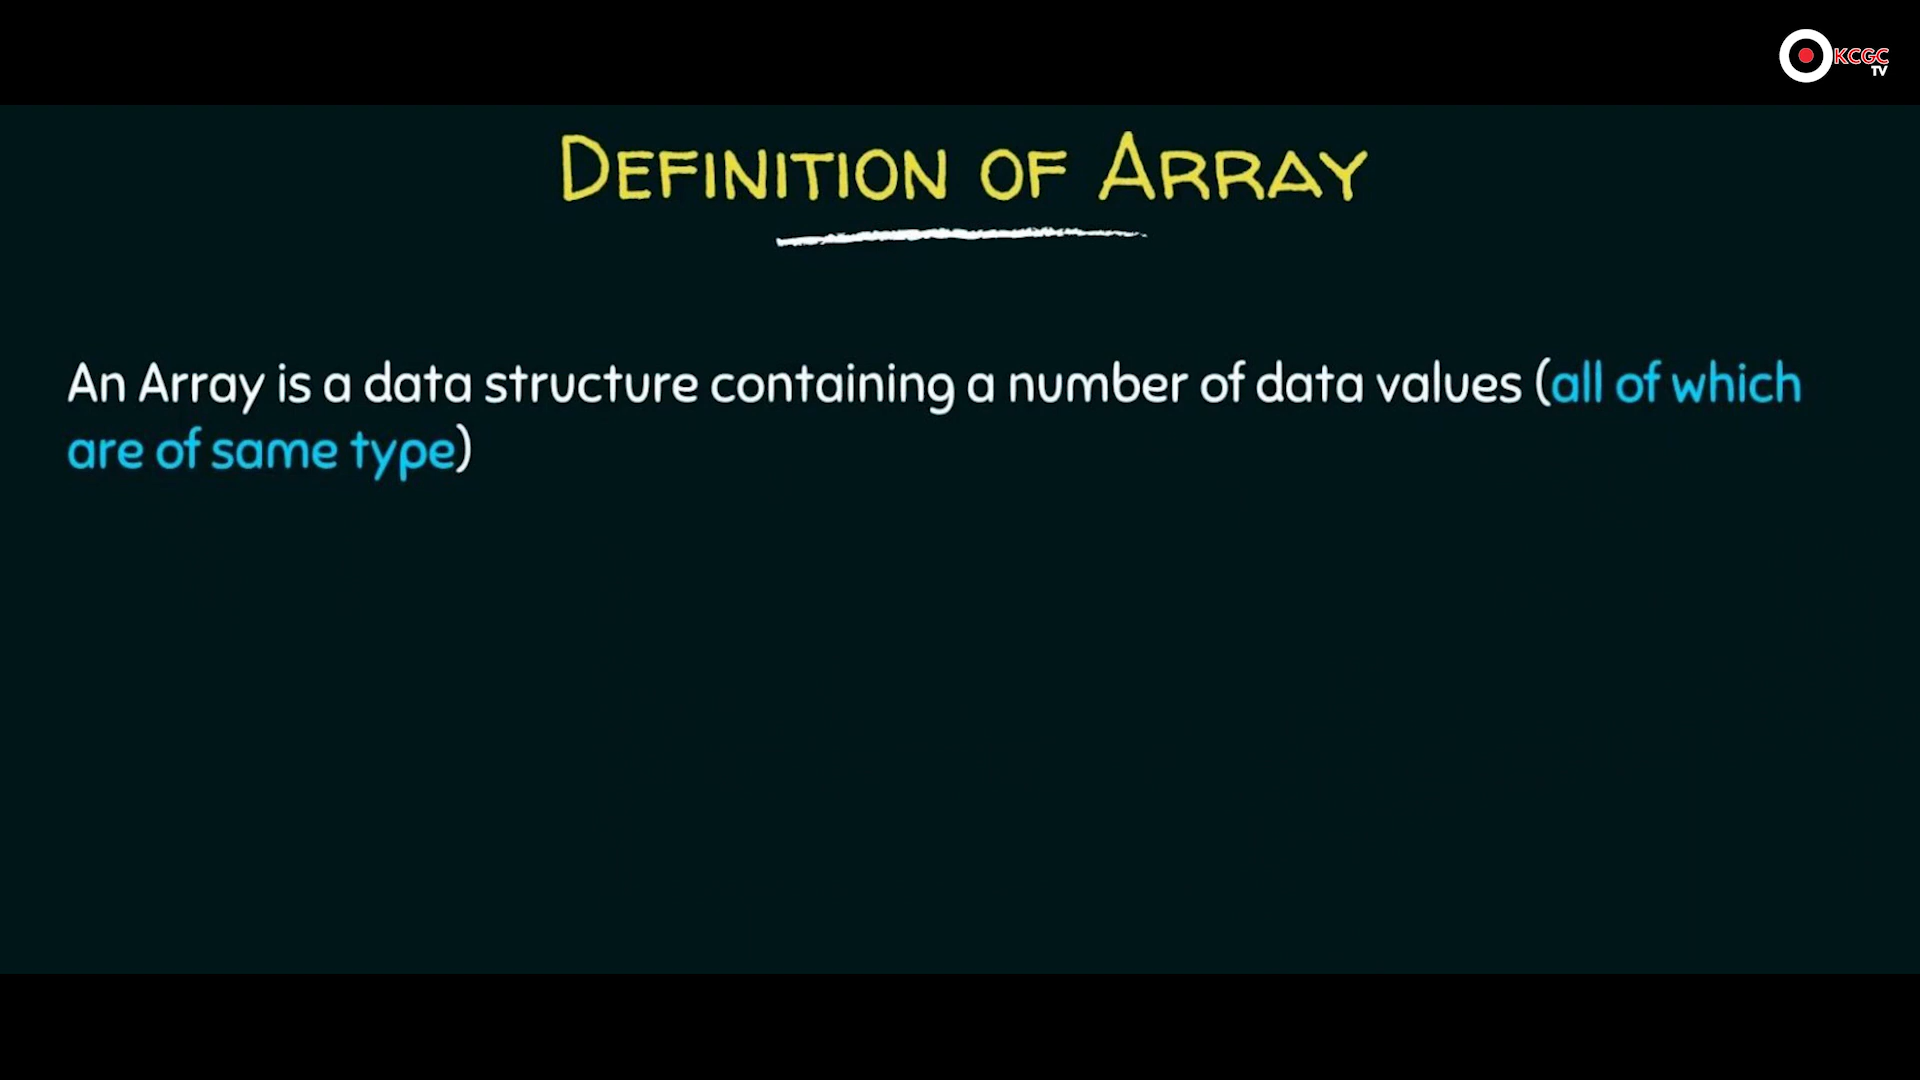 KCGC
TV
DEFINITION OF ARRAY
An Array is a data structure containing a number of data values (all of which
are of same type)